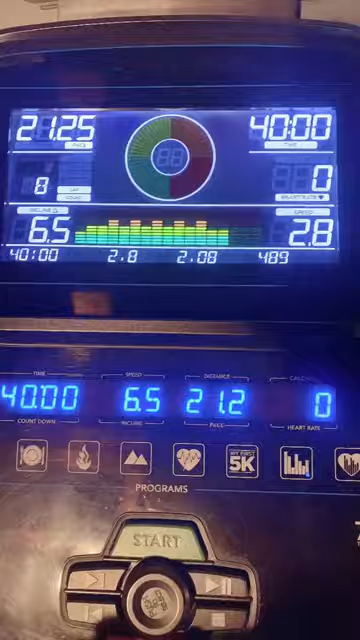 21.25 40:00
PACE TIME
8 LAP 0
HEART RATE
INCLINE SPEED
6.5 2.8
40:00 2.8 2.08 489
TIME SPEED DISTANCE
40:00 6.5 21.2 0
COUNT DOWN INCLINE PACE HEART RATE
MY FIRST
5K
PROGRAMS
START